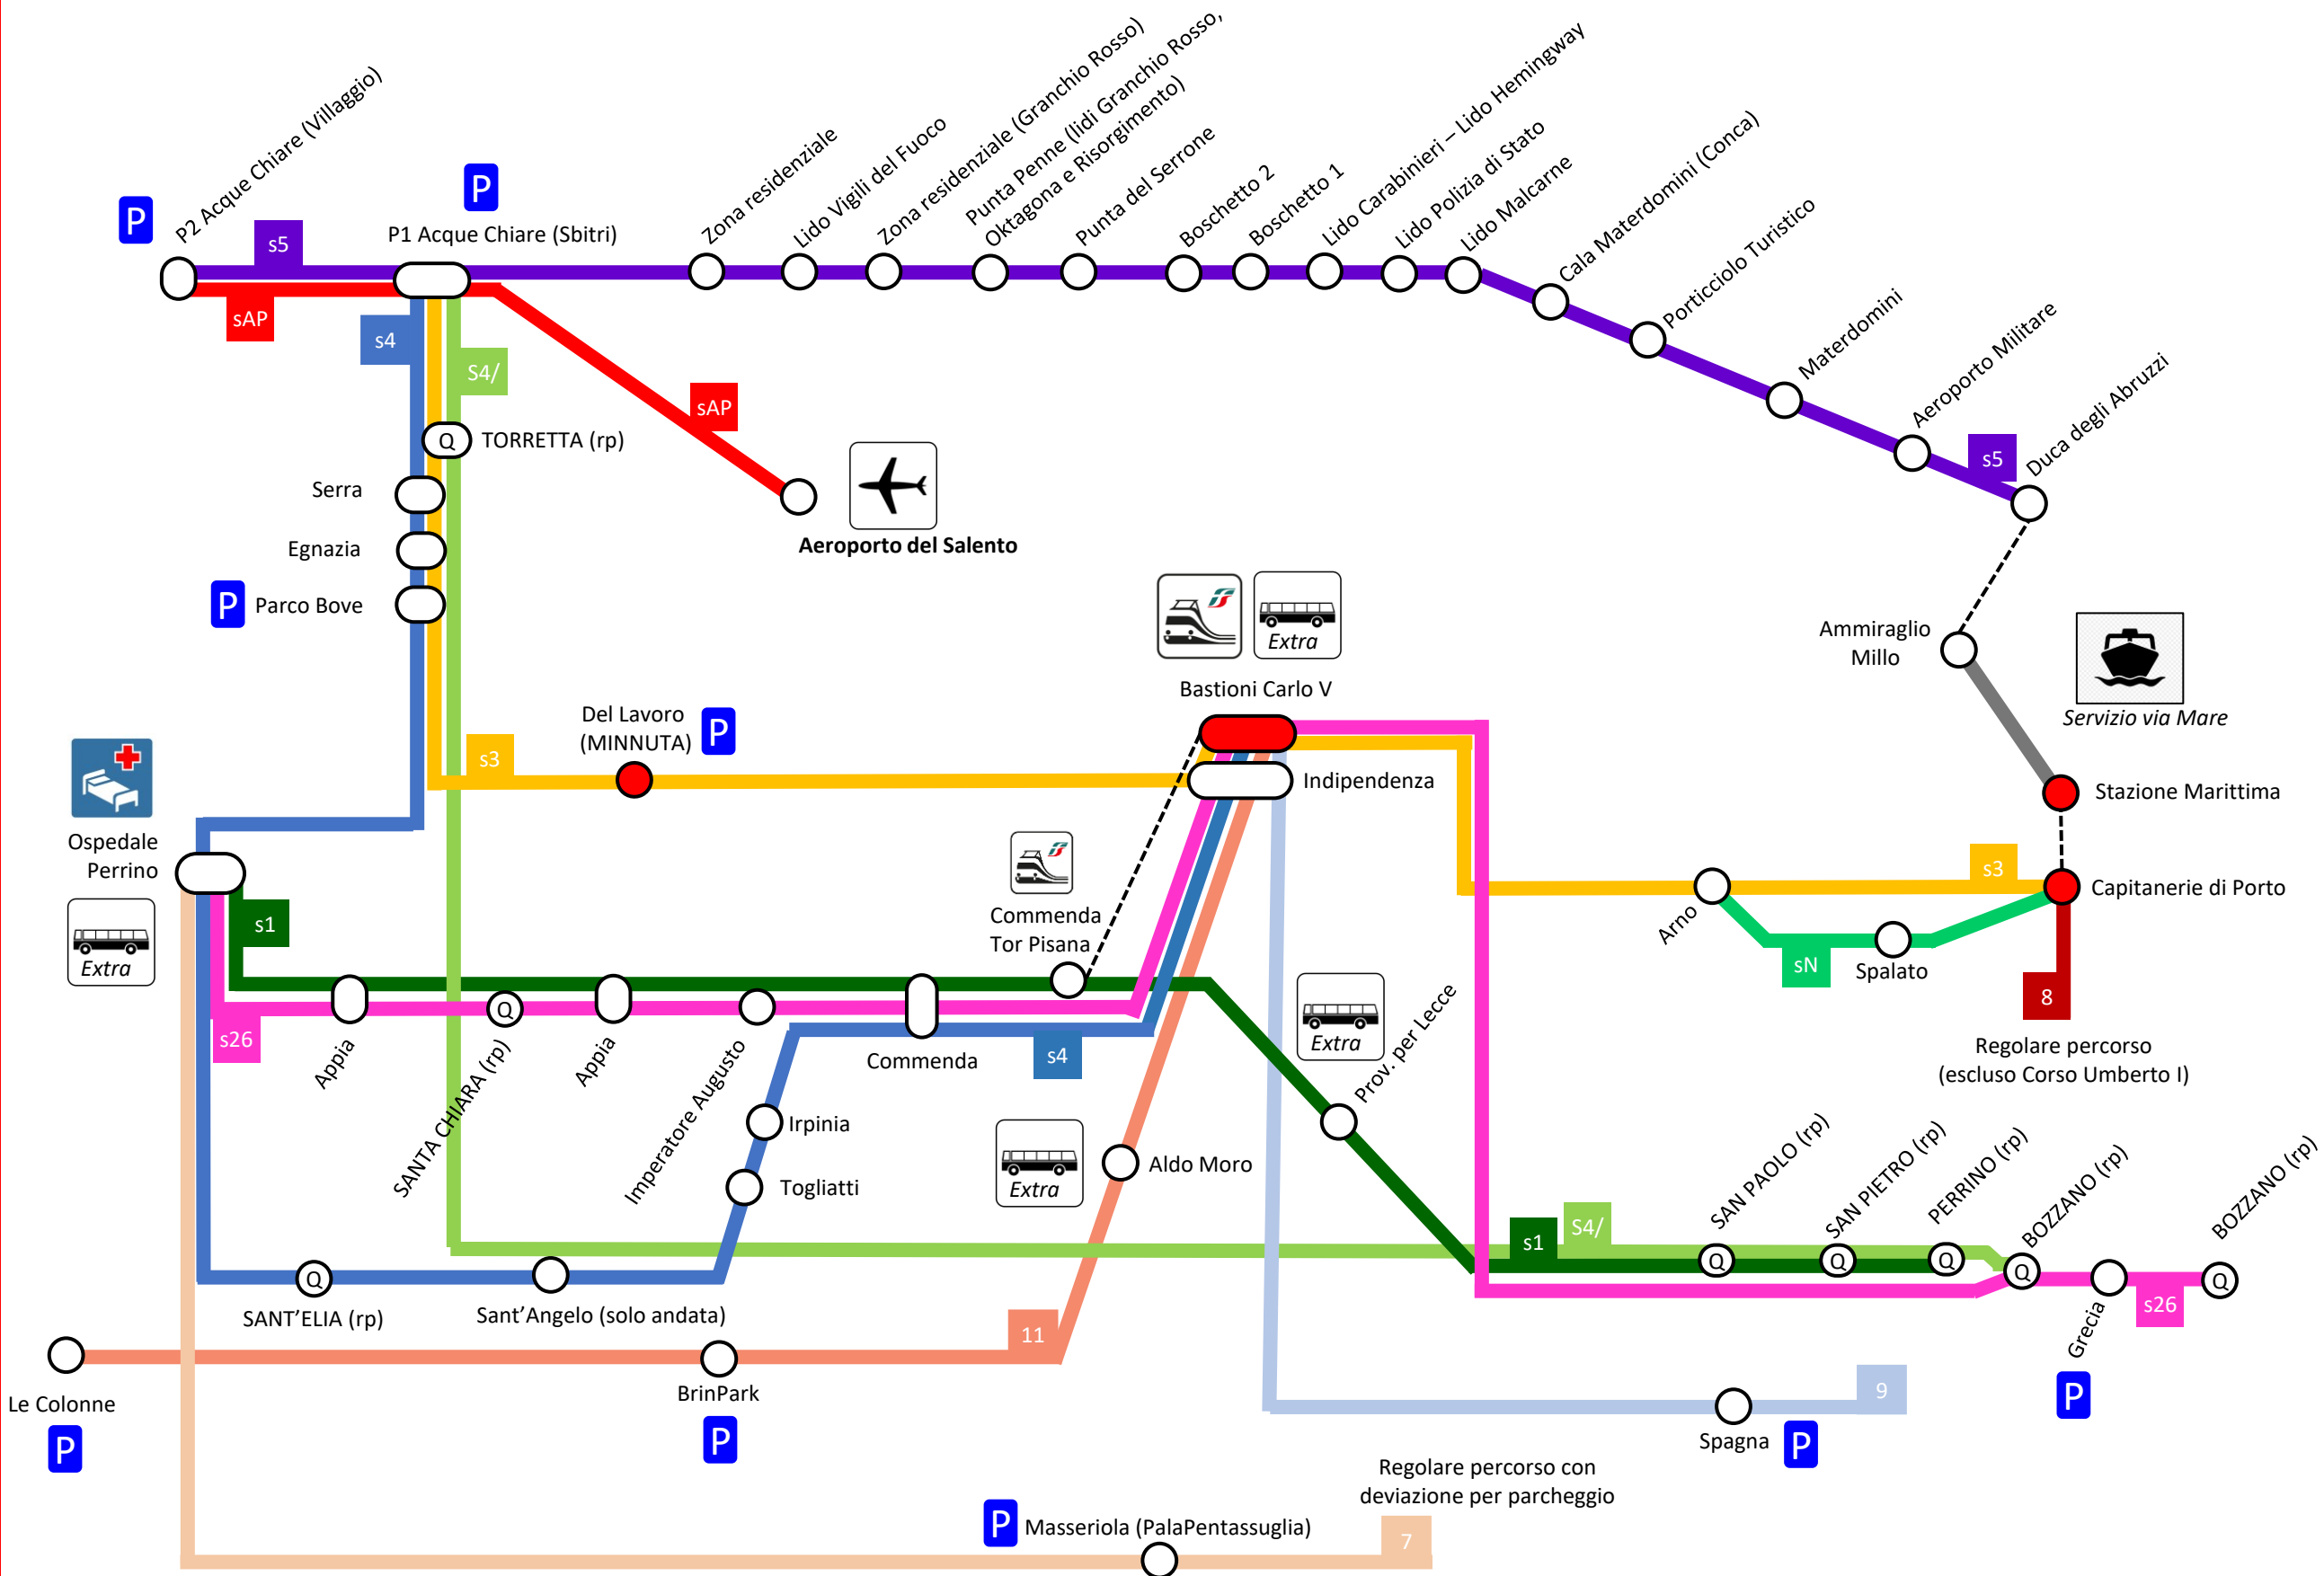 P2 Acque Chiare (Villaggio)
P
s5
sAP
P
P1 Acque Chiare (Sbitri)
Zona residenziale
Lido Vigili del Fuoco
Zona residenziale (Granchio Rosso)
Punta Penne (lidi Granchio Rosso,
Oktagona e Risorgimento)
Punta del Serrone
Boschetto 2
Boschetto 1
Lido Carabinieri – Lido Hemingway
Lido Polizia di Stato
Lido Malcarne
Cala Materdomini (Conca)
Porticciolo Turistico
Materdomini
Aeroporto Militare
s5
Duca degli Abruzzi
s4
S4/
sAP
Q
TORRETTA (rp)
Serra
Egnazia
P
Parco Bove
Aeroporto del Salento
Extra
Bastioni Carlo V
Ammiraglio
Millo
Servizio via Mare
Del Lavoro
(MINNUTA)
P
s3
Indipendenza
Stazione Marittima
Ospedale
Perrino
Extra
s1
Commenda
Tor Pisana
s3
Arno
Capitanerie di Porto
sN
Spalato
8
Regolare percorso
(escluso Corso Umberto I)
s26
Appia
Q
SANTA CHIARA (rp)
Appia
Imperatore Augusto
Commenda
s4
Extra
Prov. per Lecce
Irpinia
Togliatti
Extra
Aldo Moro
s1
S4/
SAN PAOLO (rp)
Q
SAN PIETRO (rp)
Q
PERRINO (rp)
Q
BOZZANO (rp)
Q
BOZZANO (rp)
Q
Grecia
s26
P
Q
SANT’ELIA (rp)
Sant’Angelo (solo andata)
11
Le Colonne
P
BrinPark
P
9
Spagna
P
Regolare percorso con
deviazione per parcheggio
P
Masseriola (PalaPentassuglia)
7